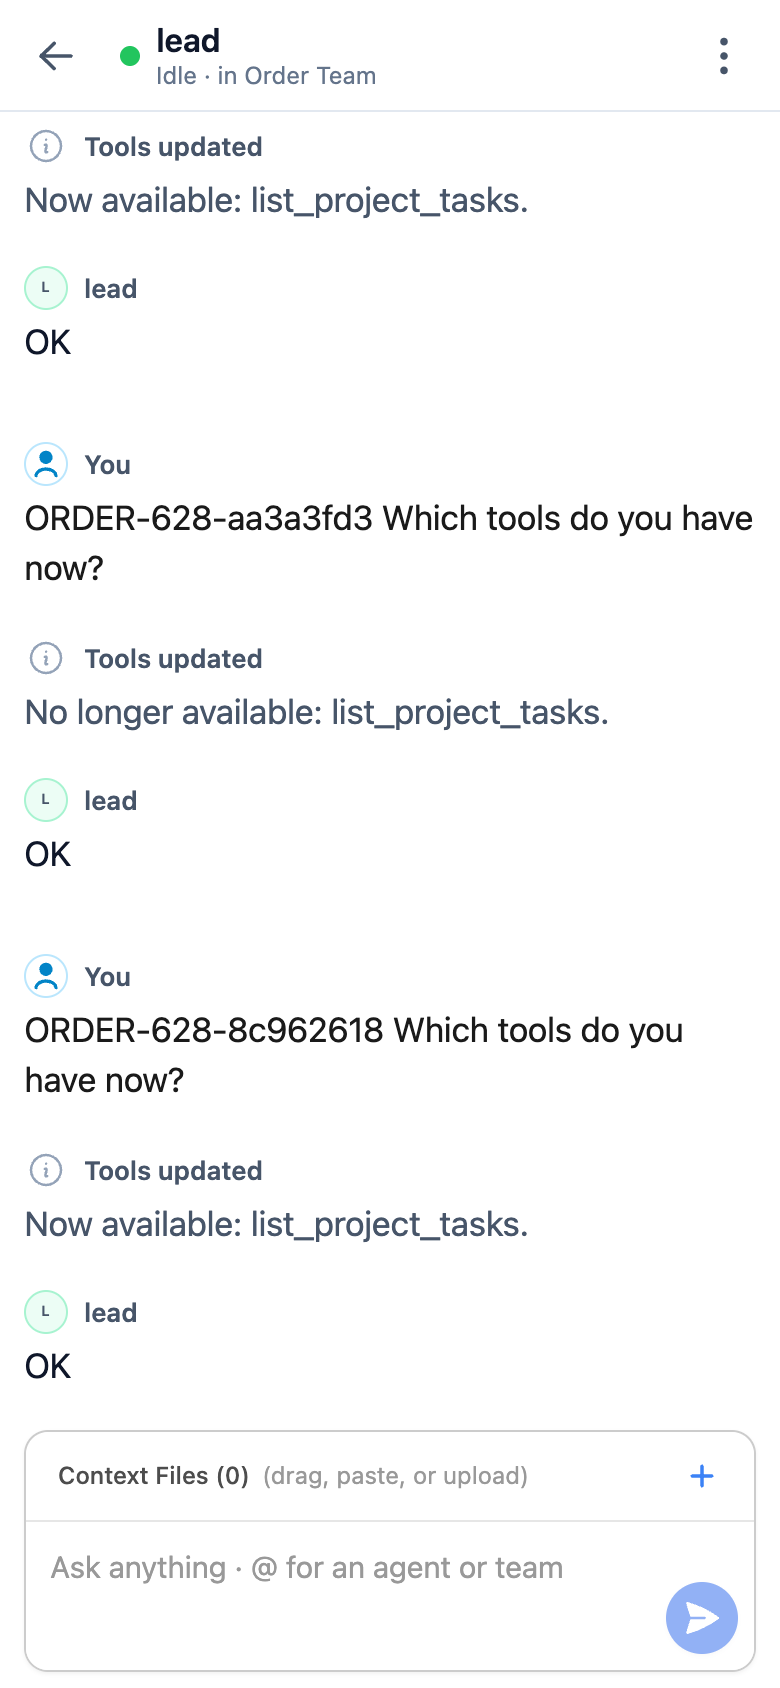 lead
Idle · in Order Team
Tools updated
Now available: list_project_tasks.
L lead
OK
You
ORDER-628-aa3a3fd3 Which tools do you have
now?
Tools updated
No longer available: list_project_tasks.
L lead
OK
You
ORDER-628-8c962618 Which tools do you
have now?
Tools updated
Now available: list_project_tasks.
L lead
OK
Context Files (0) (drag, paste, or upload)
Ask anything · @ for an agent or team